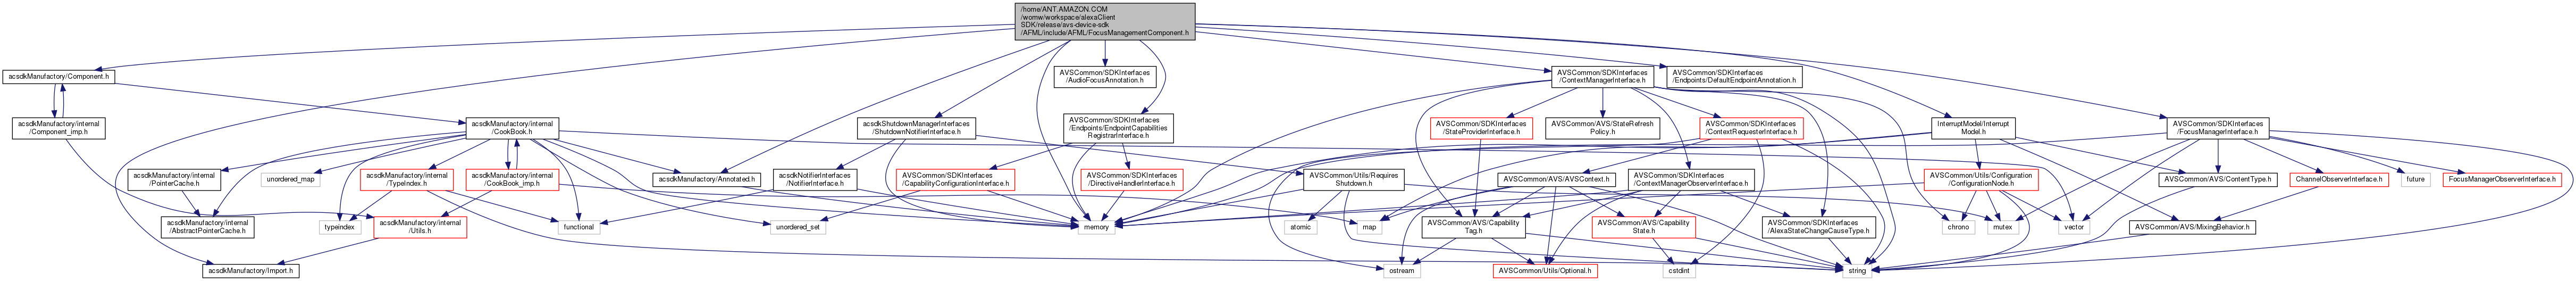 /home/ANT.AMAZON.COM
/womw/workspace/alexaClient
SDK/release/avs-device-sdk
/AFML/include/AFML/FocusManagementComponent.h
acsdkManufactory/Component.h
AVSCommon/SDKInterfaces
/AudioFocusAnnotation.h
AVSCommon/SDKInterfaces
/ContextManagerInterface.h
AVSCommon/SDKInterfaces
/Endpoints/DefaultEndpointAnnotation.h
acsdkManufactory/internal
/Component_imp.h
acsdkManufactory/internal
/CookBook.h
acsdkShutdownManagerInterfaces
/ShutdownNotifierInterface.h
AVSCommon/SDKInterfaces
/Endpoints/EndpointCapabilities
RegistrarInterface.h
AVSCommon/SDKInterfaces
/StateProviderInterface.h
AVSCommon/AVS/StateRefresh
Policy.h
AVSCommon/SDKInterfaces
/ContextRequesterInterface.h
InterruptModel/Interrupt
Model.h
AVSCommon/SDKInterfaces
/FocusManagerInterface.h
acsdkManufactory/internal
/PointerCache.h
unordered_map
acsdkManufactory/internal
/TypeIndex.h
acsdkManufactory/internal
/CookBook_imp.h
acsdkManufactory/Annotated.h
acsdkNotifierInterfaces
/NotifierInterface.h
AVSCommon/SDKInterfaces
/CapabilityConfigurationInterface.h
AVSCommon/SDKInterfaces
/DirectiveHandlerInterface.h
AVSCommon/Utils/Requires
Shutdown.h
AVSCommon/AVS/AVSContext.h
AVSCommon/SDKInterfaces
/ContextManagerObserverInterface.h
AVSCommon/Utils/Configuration
/ConfigurationNode.h
AVSCommon/AVS/ContentType.h
ChannelObserverInterface.h
future
FocusManagerObserverInterface.h
acsdkManufactory/internal
/AbstractPointerCache.h
typeindex
acsdkManufactory/internal
/Utils.h
functional
unordered_set
memory
atomic
map
AVSCommon/AVS/Capability
Tag.h
AVSCommon/AVS/Capability
State.h
AVSCommon/SDKInterfaces
/AlexaStateChangeCauseType.h
chrono
mutex
vector
AVSCommon/AVS/MixingBehavior.h
acsdkManufactory/Import.h
ostream
AVSCommon/Utils/Optional.h
cstdint
string